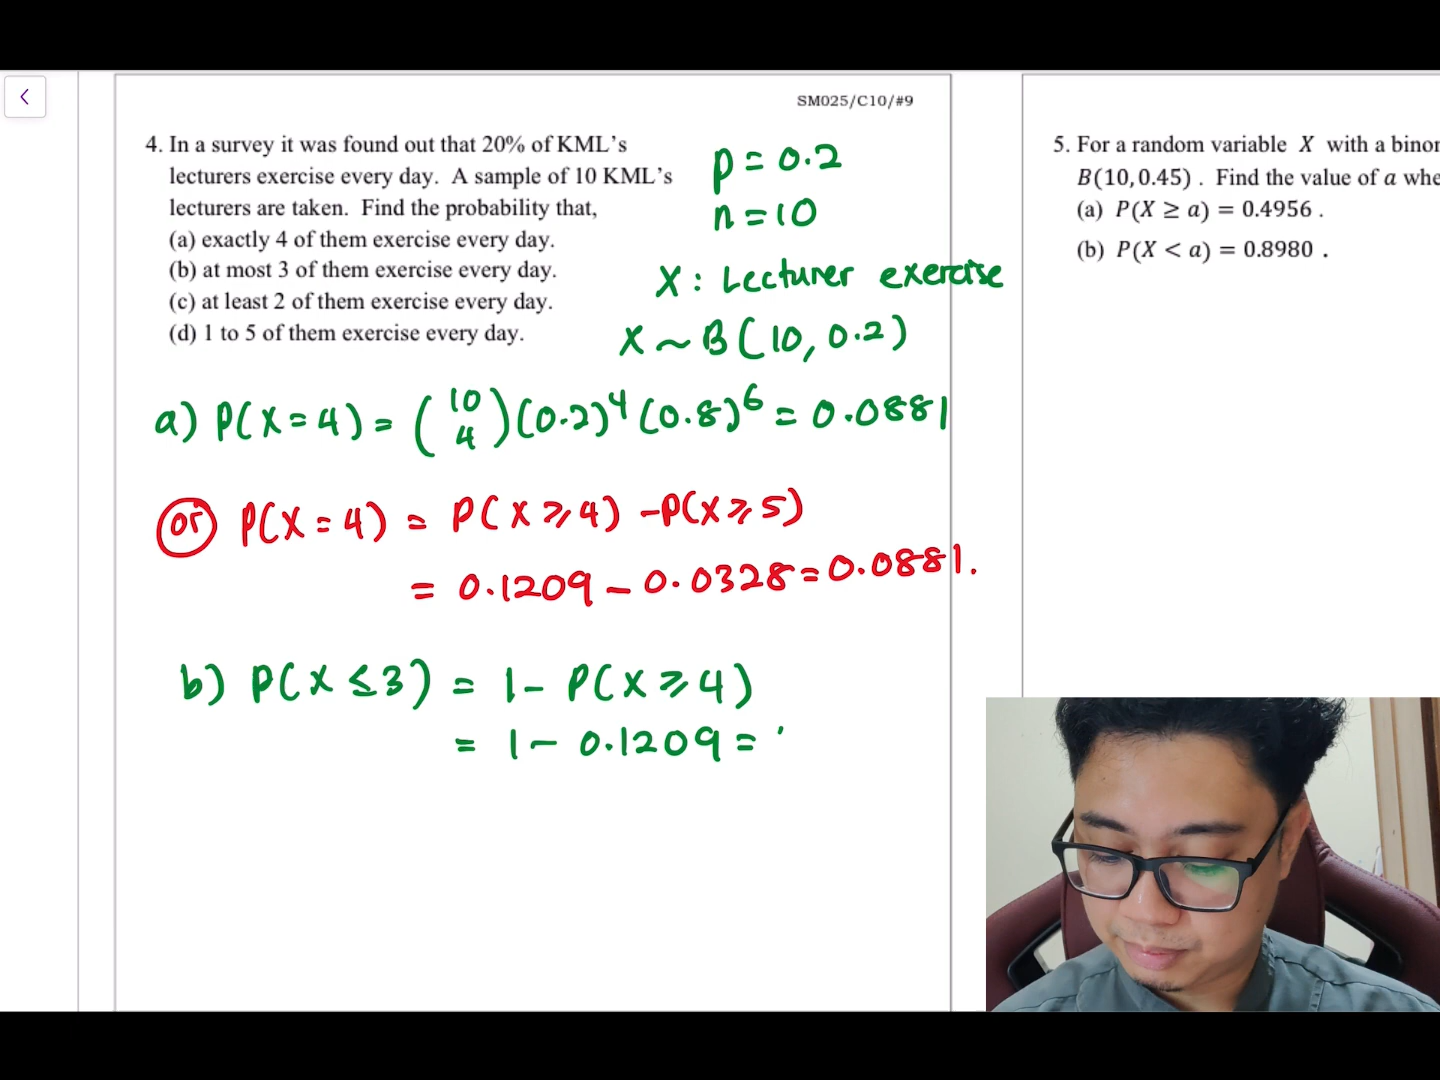 SM025/C10/#9
4. In a survey it was found out that 20% of KML's
lecturers exercise every day. A sample of 10 KML's
lecturers are taken. Find the probability that,
(a) exactly 4 of them exercise every day.
(b) at most 3 of them exercise every day.
(c) at least 2 of them exercise every day.
(d) 1 to 5 of them exercise every day.
p = 0.2
n = 10
X : Lecturer exercise
X ~ B(10, 0.2)
a) P(X = 4) = (10 4)(0.2)⁴(0.8)⁶ = 0.0881
or P(X = 4) = P(X ≥ 4) - P(X ≥ 5)
= 0.1209 - 0.0328 = 0.0881.
b) P(X ≤ 3) = 1 - P(X ≥ 4)
= 1 - 0.1209 =
5. For a random variable X with a binor
B(10,0.45) . Find the value of a whe
(a) P(X ≥ a) = 0.4956 .
(b) P(X < a) = 0.8980 .